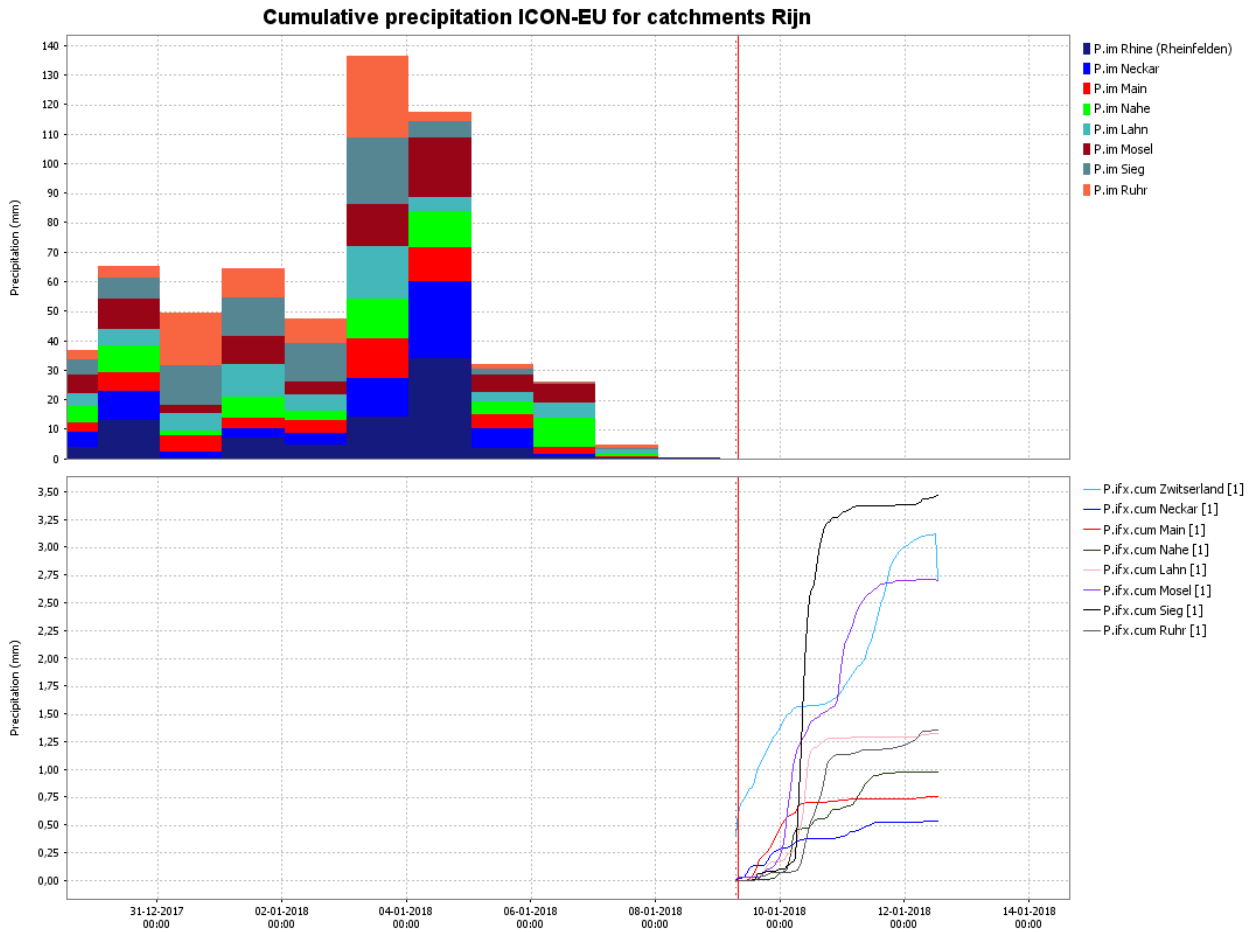 Cumulative precipitation ICON-EU for catchments Rijn
Precipitation (mm)
140
130
120
110
100
90
80
70
60
50
40
30
20
10
0
P.im Rhine (Rheinfelden)
P.im Neckar
P.im Main
P.im Nahe
P.im Lahn
P.im Mosel
P.im Sieg
P.im Ruhr
Precipitation (mm)
3,50
3,25
3,00
2,75
2,50
2,25
2,00
1,75
1,50
1,25
1,00
0,75
0,50
0,25
0,00
P.ifx.cum Zwitserland [1]
P.ifx.cum Neckar [1]
P.ifx.cum Main [1]
P.ifx.cum Nahe [1]
P.ifx.cum Lahn [1]
P.ifx.cum Mosel [1]
P.ifx.cum Sieg [1]
P.ifx.cum Ruhr [1]
31-12-2017 02-01-2018 04-01-2018 06-01-2018 08-01-2018 10-01-2018 12-01-2018 14-01-2018
00:00 00:00 00:00 00:00 00:00 00:00 00:00 00:00